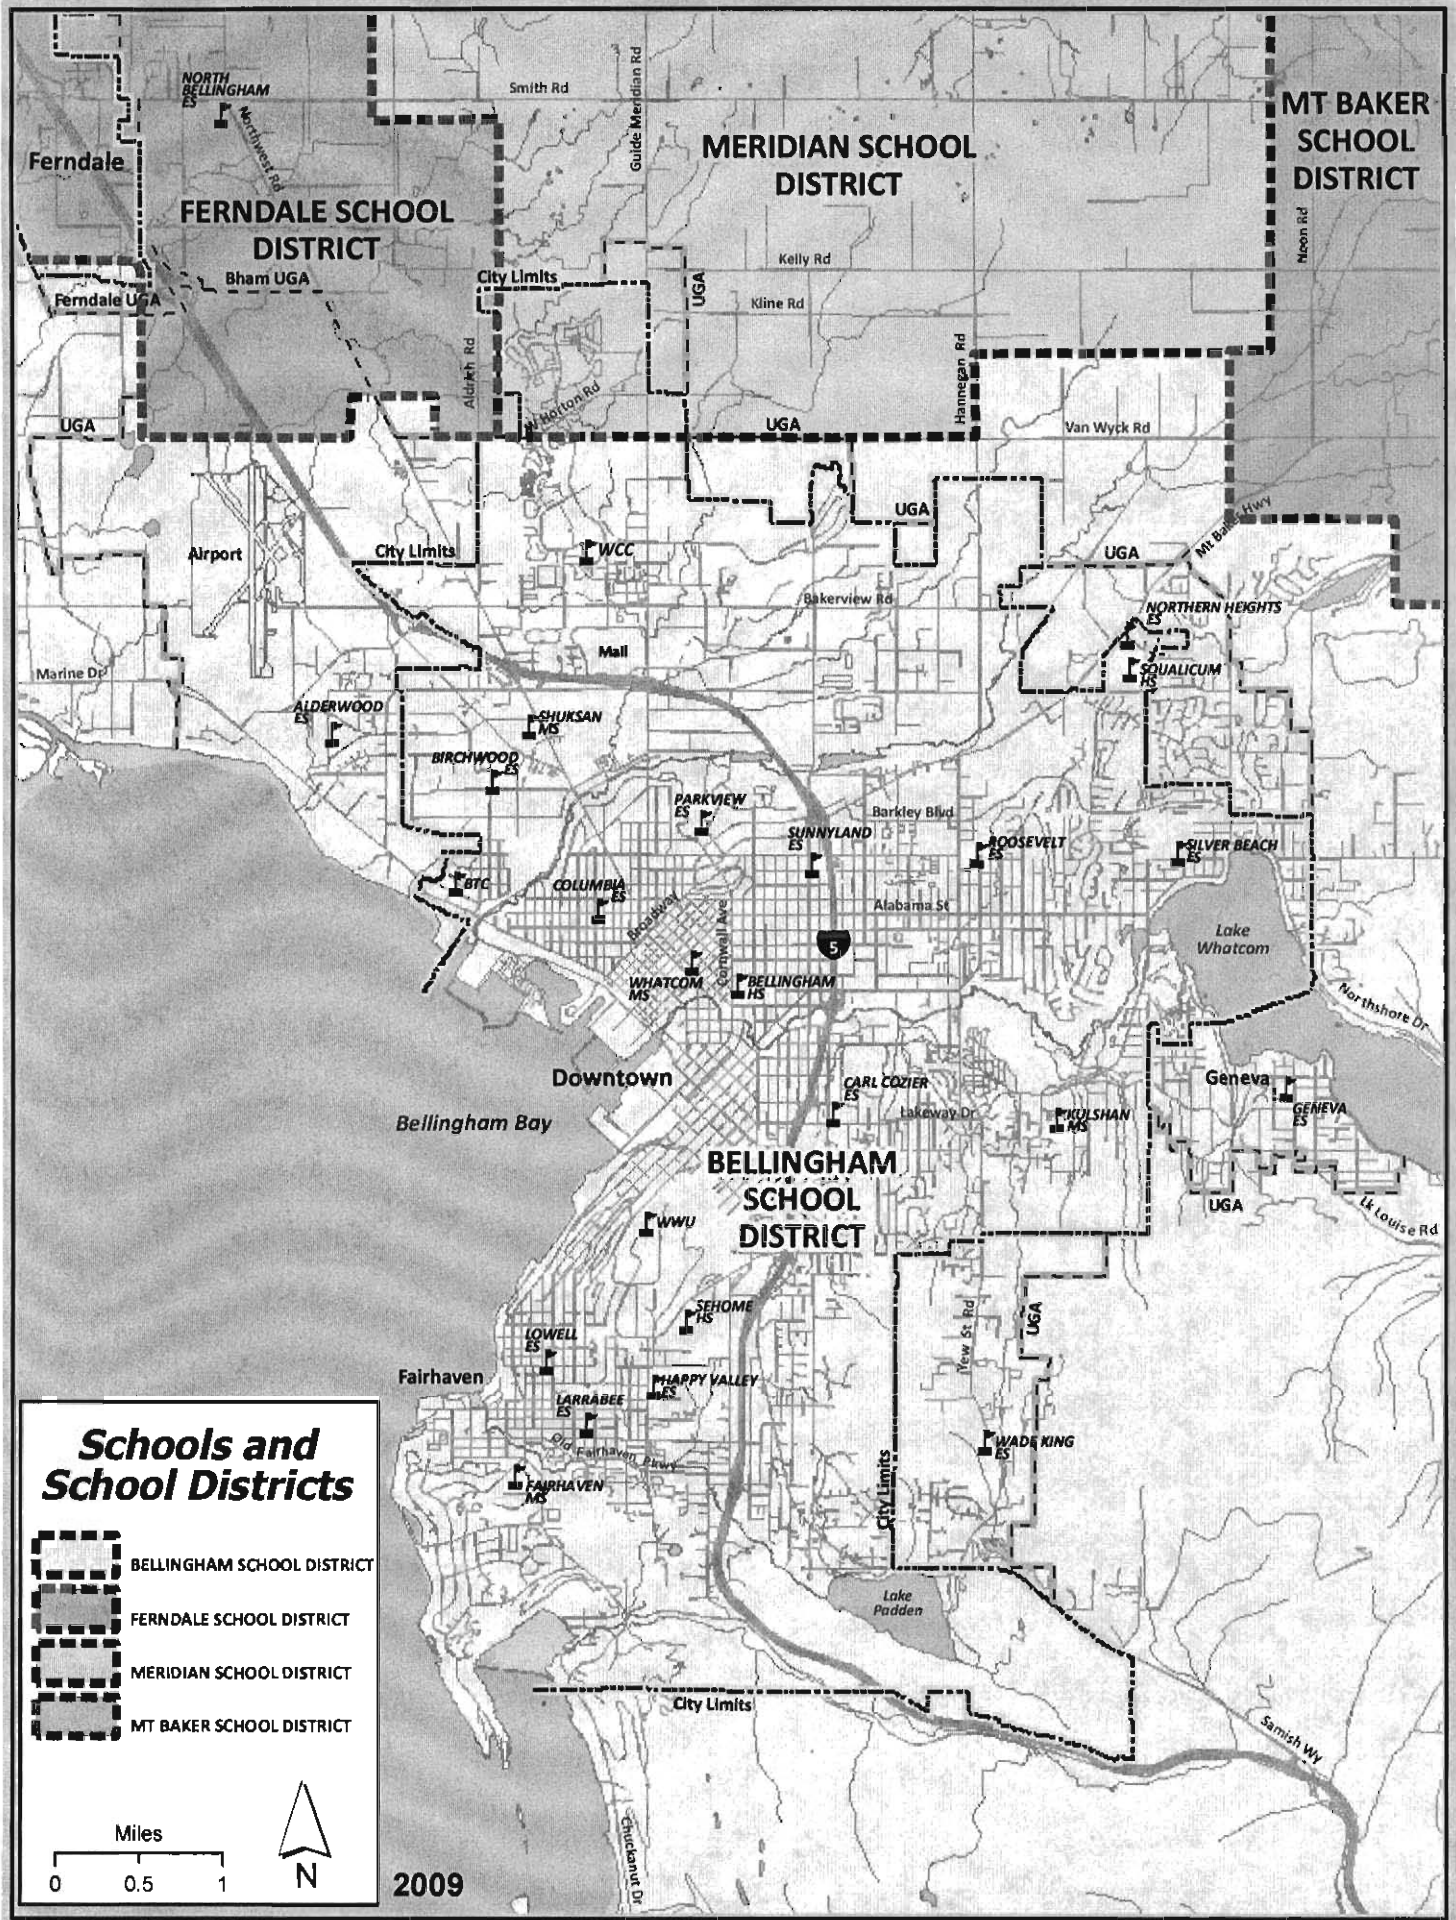 NORTH
BELLINGHAM
ES
Smith Rd
Guide Meridian Rd
Northwest Rd
MT BAKER
SCHOOL
DISTRICT
MERIDIAN SCHOOL
DISTRICT
Ferndale
FERNDALE SCHOOL
DISTRICT
Noon Rd
Kelly Rd
Bham UGA
City Limits
UGA
Ferndale UGA
Kline Rd
Aldrich Rd
Hannegan Rd
W Horton Rd
UGA
UGA
Van Wyck Rd
UGA
Mt Baker Hwy
Airport
City Limits
WCC
UGA
Bakerview Rd
NORTHERN HEIGHTS
ES
Mall
Marine Dr
SQUALICUM
HS
ALDERWOOD
ES
SHUKSAN
MS
BIRCHWOOD
ES
PARKVIEW
ES
Barkley Blvd
SUNNYLAND
ES
ROOSEVELT
ES
SILVER BEACH
ES
BTC
COLUMBIA
ES
Broadway
Cornwall Ave
Alabama St
5
Lake
Whatcom
WHATCOM
MS
BELLINGHAM
HS
Northshore Dr
Downtown
CARL COZIER
ES
Geneva
Lakeway Dr
KULSHAN
MS
GENEVA
ES
Bellingham Bay
BELLINGHAM
SCHOOL
DISTRICT
UGA
Lk Louise Rd
WWU
SEHOME
HS
Yew St Rd
UGA
LOWELL
ES
Fairhaven
HAPPY VALLEY
ES
LARRABEE
ES
Old Fairhaven Pkwy
WADE KING
ES
FAIRHAVEN
MS
City Limits
Lake
Padden
City Limits
Samish Wy
Chuckanut Dr
Schools and
School Districts
BELLINGHAM SCHOOL DISTRICT
FERNDALE SCHOOL DISTRICT
MERIDIAN SCHOOL DISTRICT
MT BAKER SCHOOL DISTRICT
Miles
0 0.5 1
N
2009